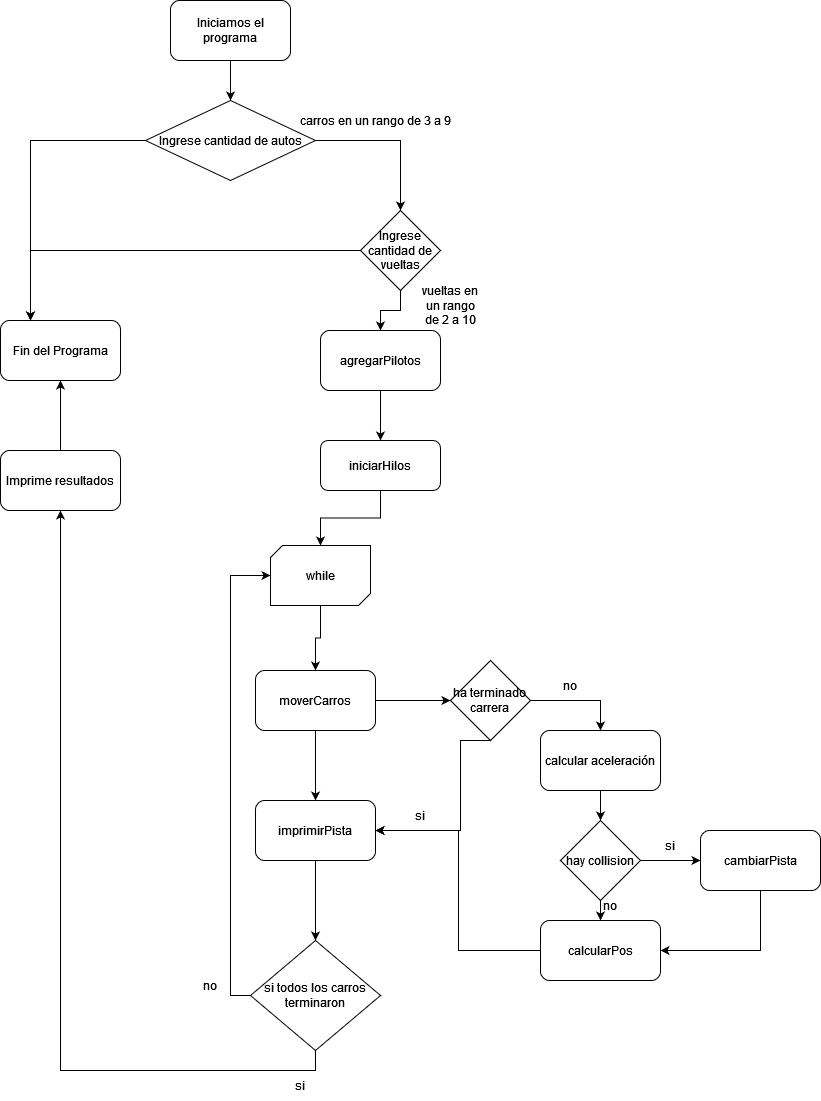 Iniciamos el
programa
carros en un rango de 3 a 9
Ingrese cantidad de autos
Ingrese
cantidad de
vueltas
vueltas en
un rango
de 2 a 10
Fin del Programa
agregarPilotos
Imprime resultados
iniciarHilos
while
ha terminado
carrera
no
moverCarros
calcular aceleración
si
imprimirPista
hay collision
si
cambiarPista
no
calcularPos
no
si todos los carros
terminaron
si